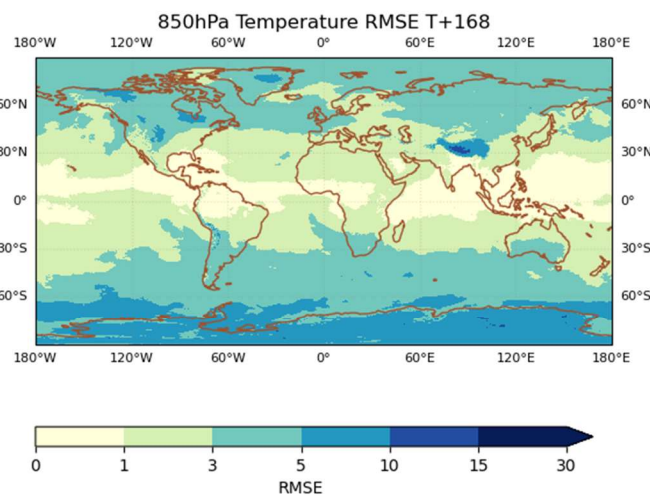 850hPa Temperature RMSE T+168
180°W 120°W 60°W 0° 60°E 120°E 180°E
60°N 60°N
30°N 30°N
0° 0°
30°S 30°S
60°S 60°S
180°W 120°W 60°W 0° 60°E 120°E 180°E
0 1 3 5 10 15 30
RMSE